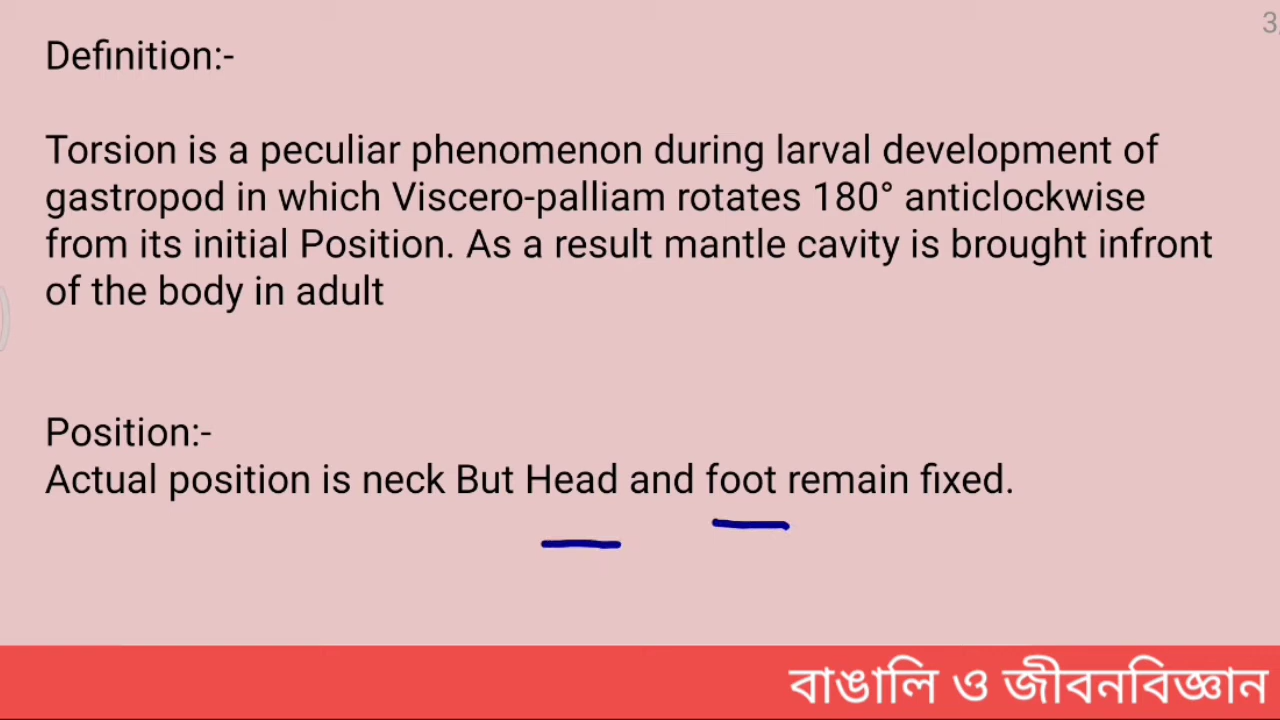 3
Definition:-
Torsion is a peculiar phenomenon during larval development of
gastropod in which Viscero-palliam rotates 180° anticlockwise
from its initial Position. As a result mantle cavity is brought infront
of the body in adult
Position:-
Actual position is neck But Head and foot remain fixed.
বাঙালি ও জীবনবিজ্ঞান